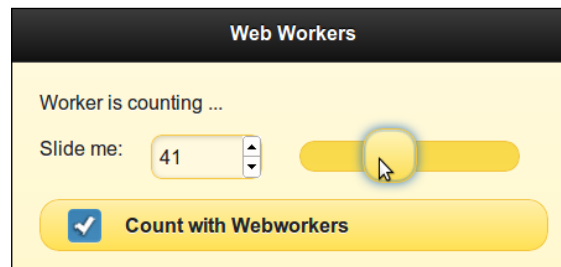 Web Workers
Worker is counting ...
Slide me: 41
Count with Webworkers